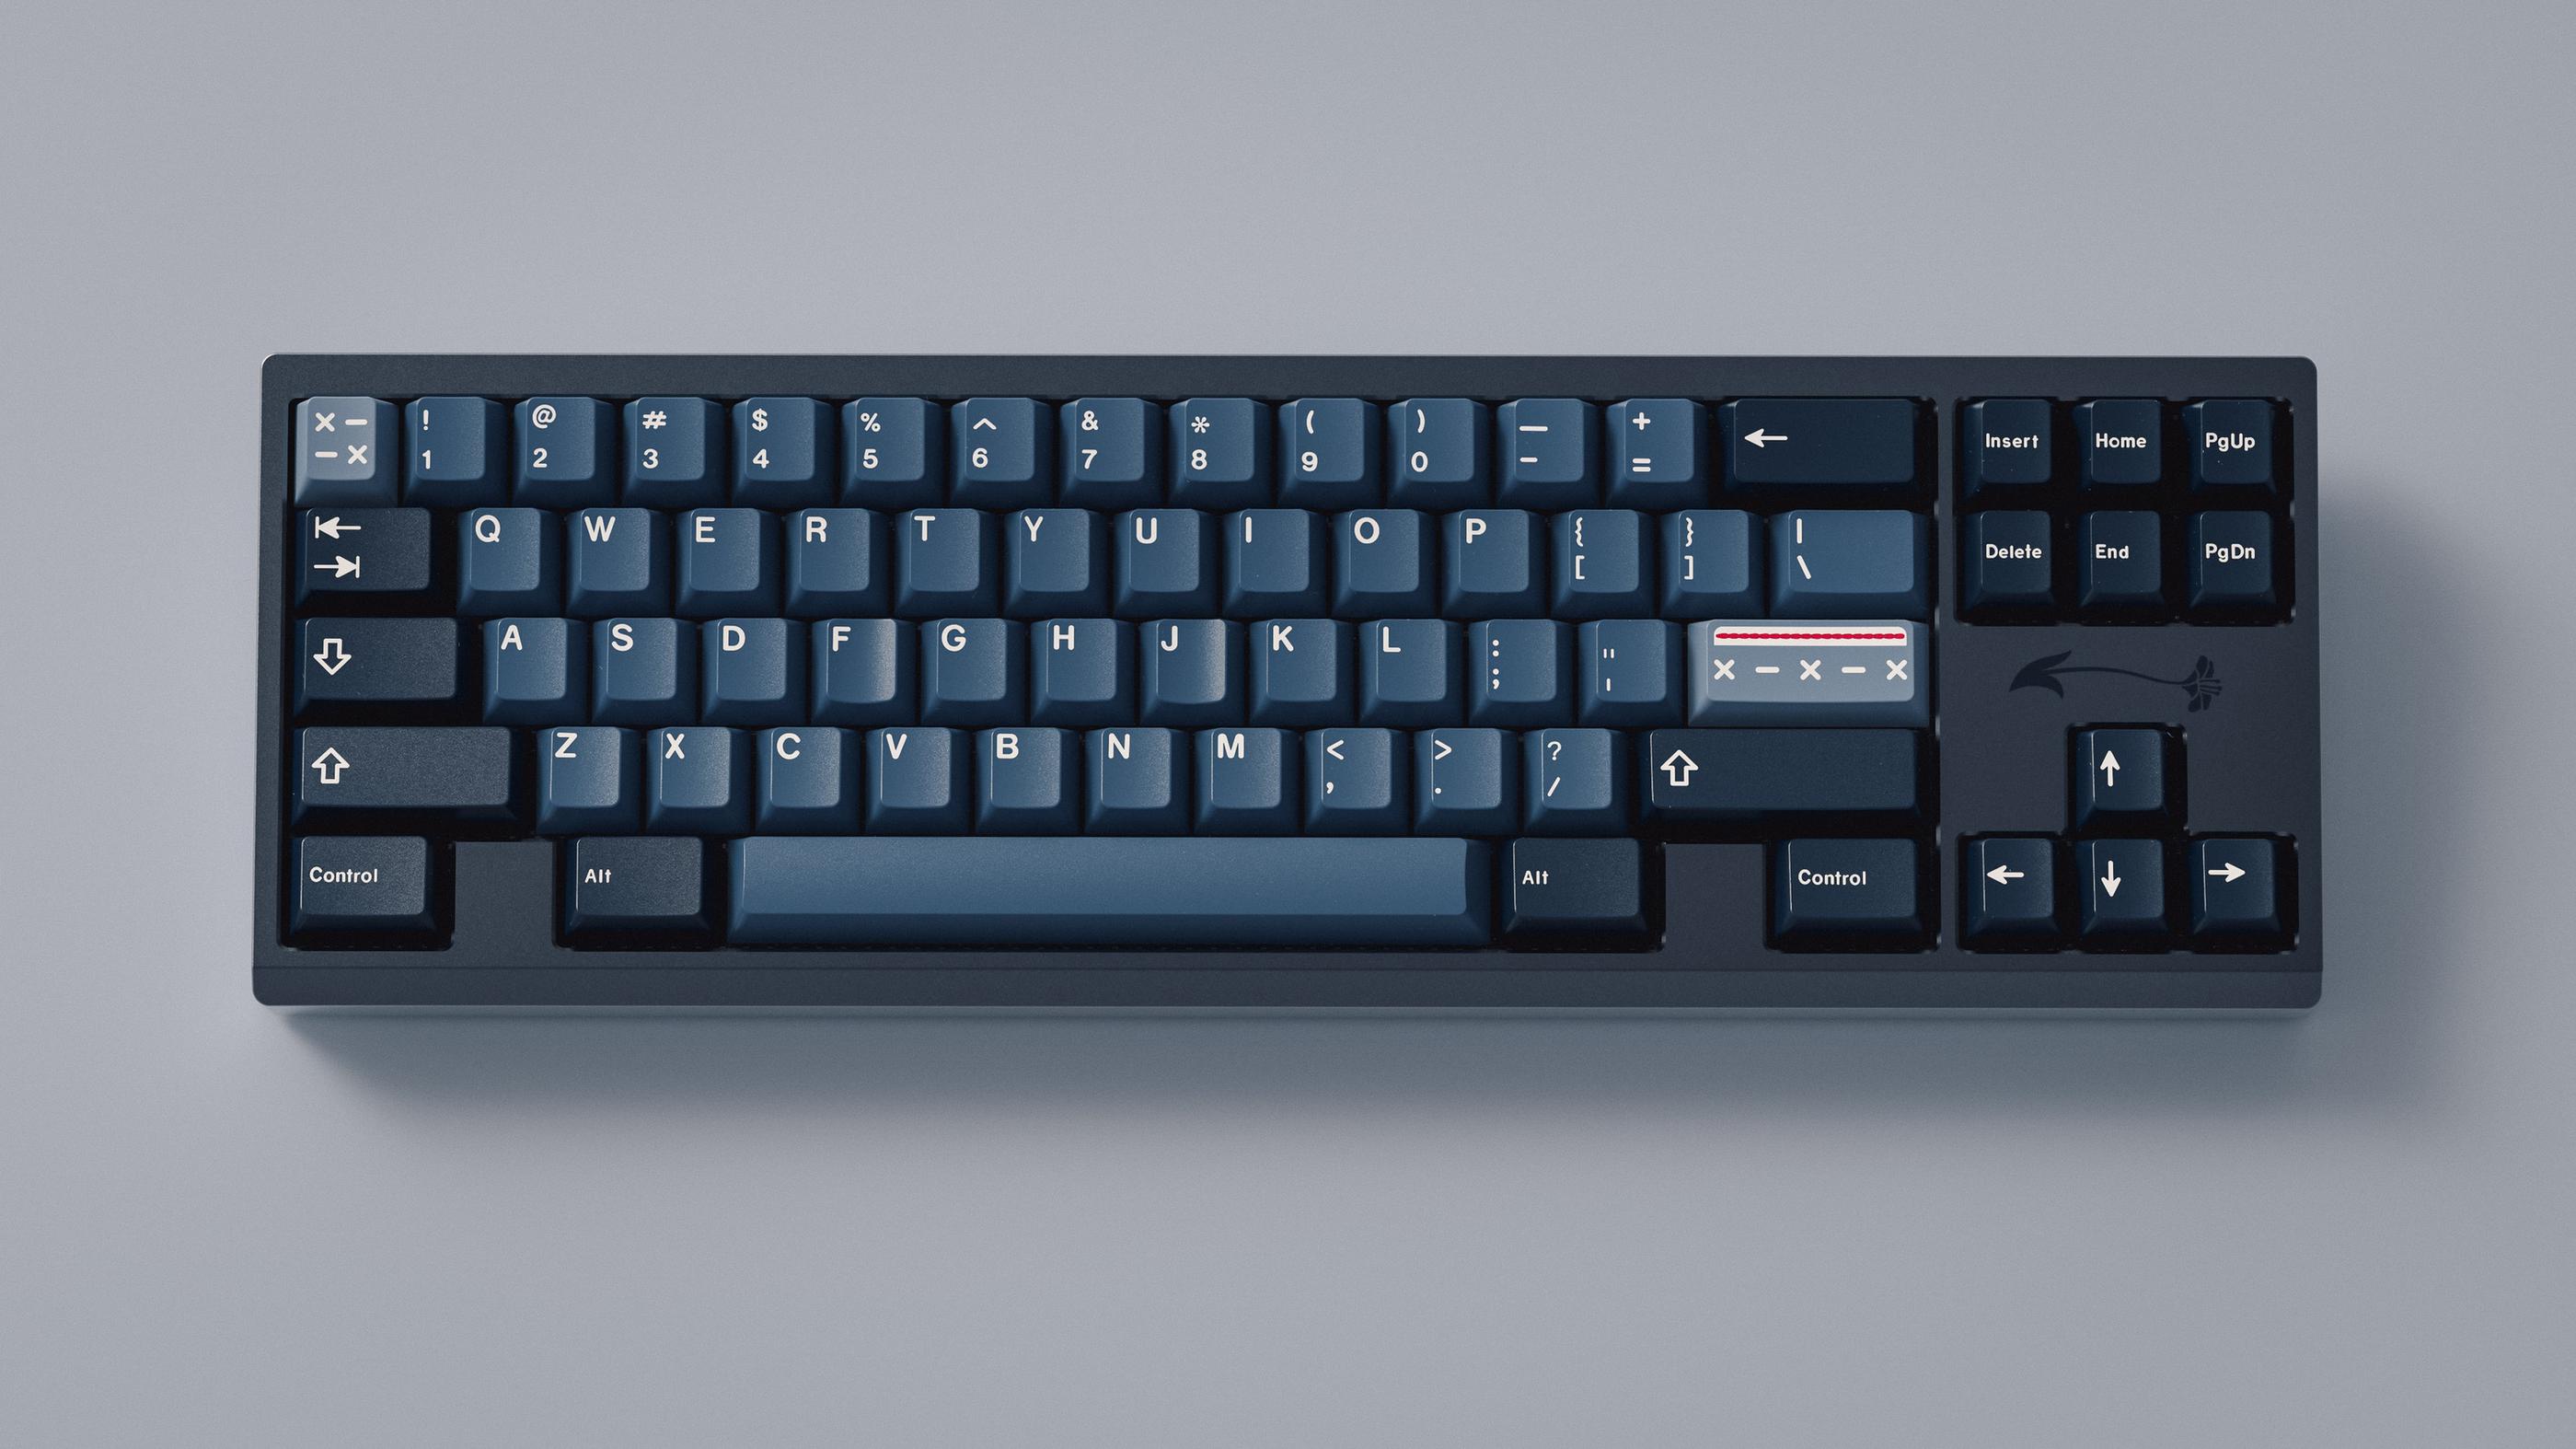 ! @ # $ % ^ & * ( ) — +
1 2 3 4 5 6 7 8 9 0 - = ← Insert Home PgUp
Q W E R T Y U I O P { } |
[ ] \ Delete End PgDn
A S D F G H J K L : "
; '
Z X C V B N M < > ?
, . / ↑
Control Alt Alt Control ← ↓ →